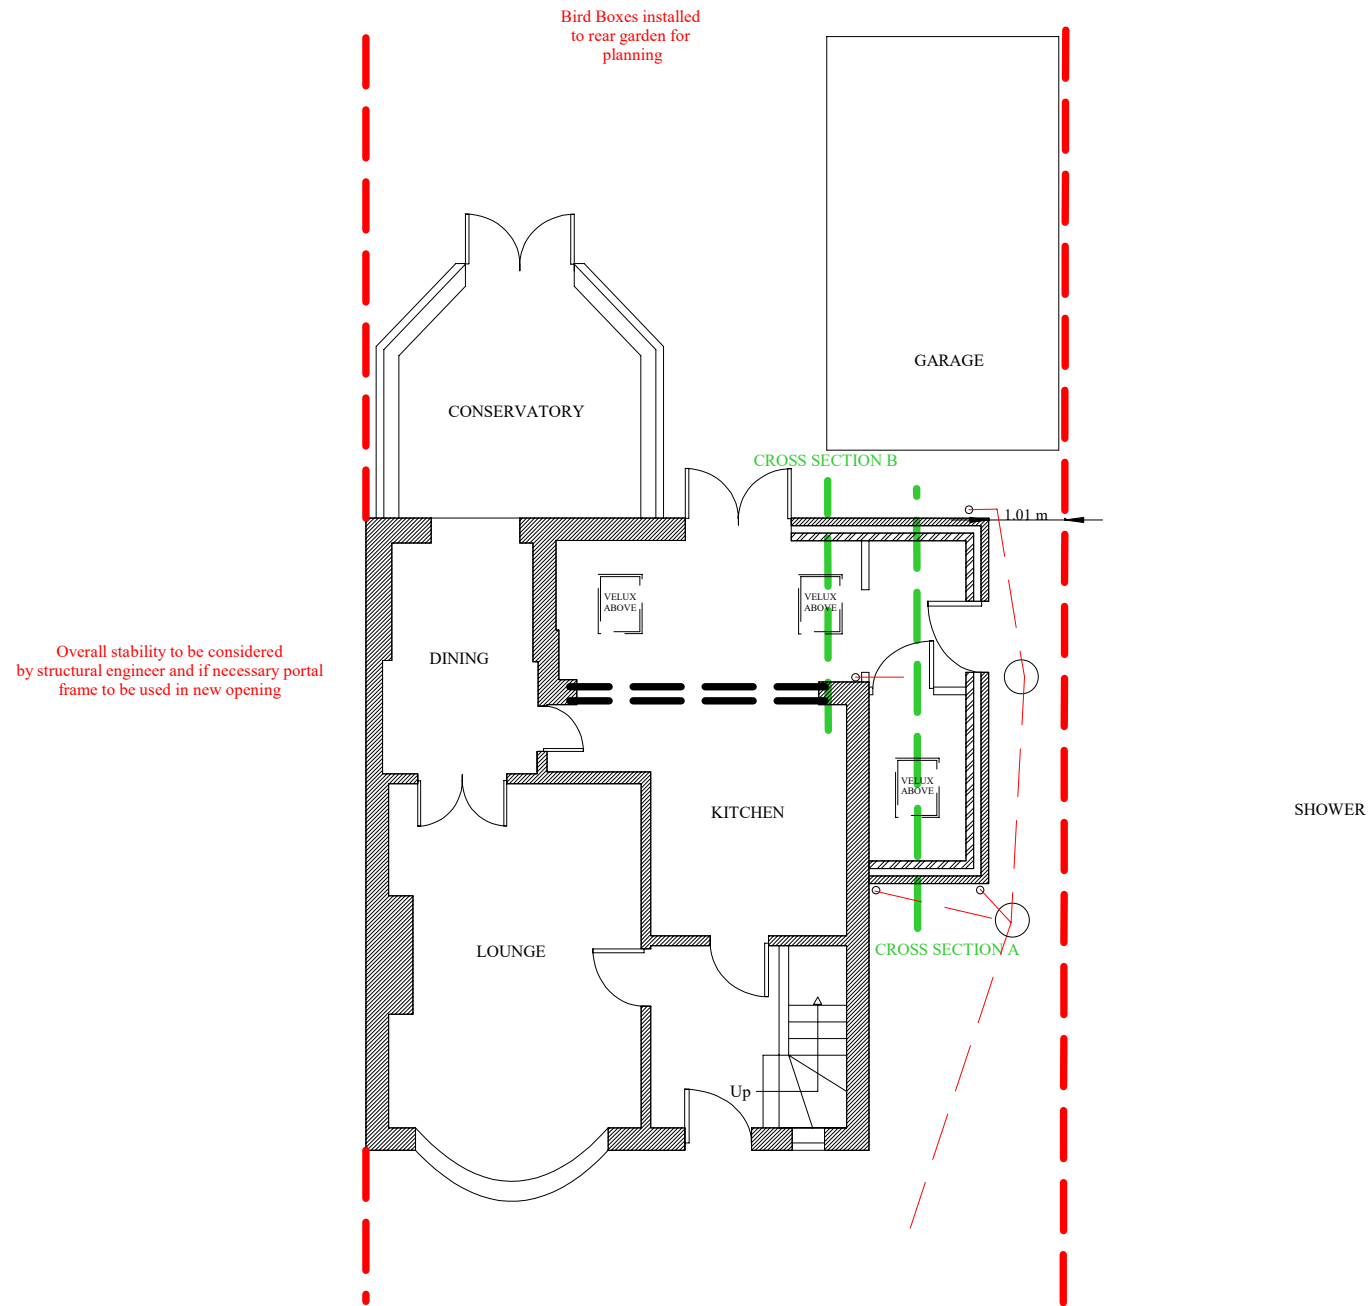 Bird Boxes installed
to rear garden for
planning
GARAGE
CONSERVATORY
CROSS SECTION B
1.01 m
VELUX
ABOVE
VELUX
ABOVE
Overall stability to be considered
by structural engineer and if necessary portal
frame to be used in new opening
DINING
VELUX
ABOVE
KITCHEN
SHOWER
LOUNGE
CROSS SECTION A
Up